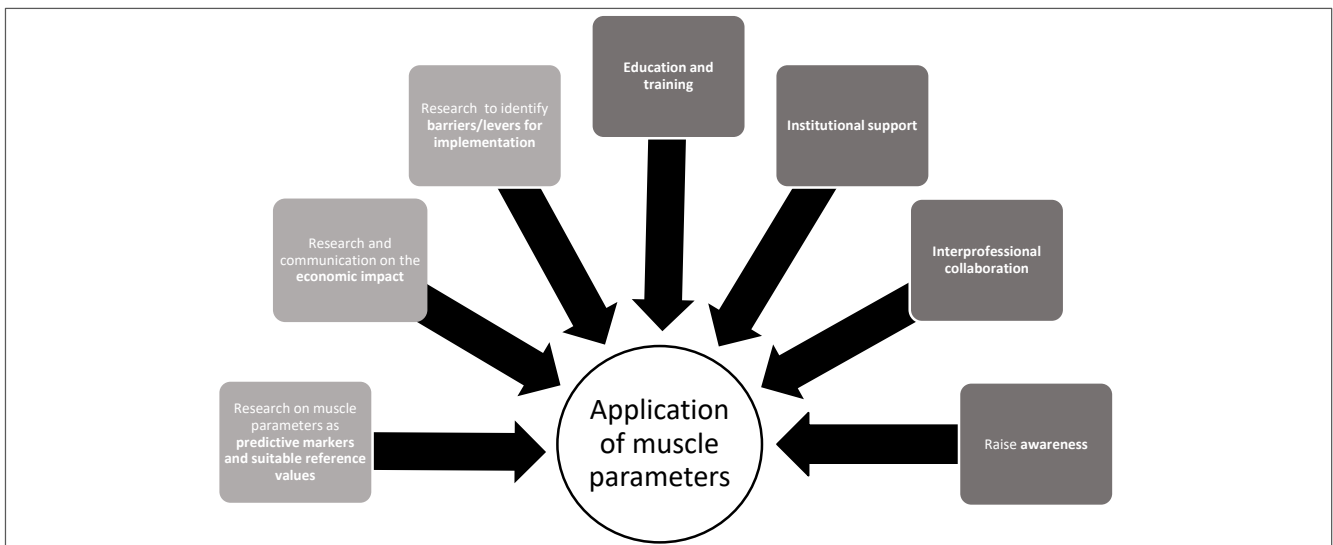 Education and
training
Research to identify
barriers/levers for
implementation
Institutional support
Research and
communication on the
economic impact
Interprofessional
collaboration
Research on muscle
parameters as
predictive markers
and suitable reference
values
Application
of muscle
parameters
Raise awareness